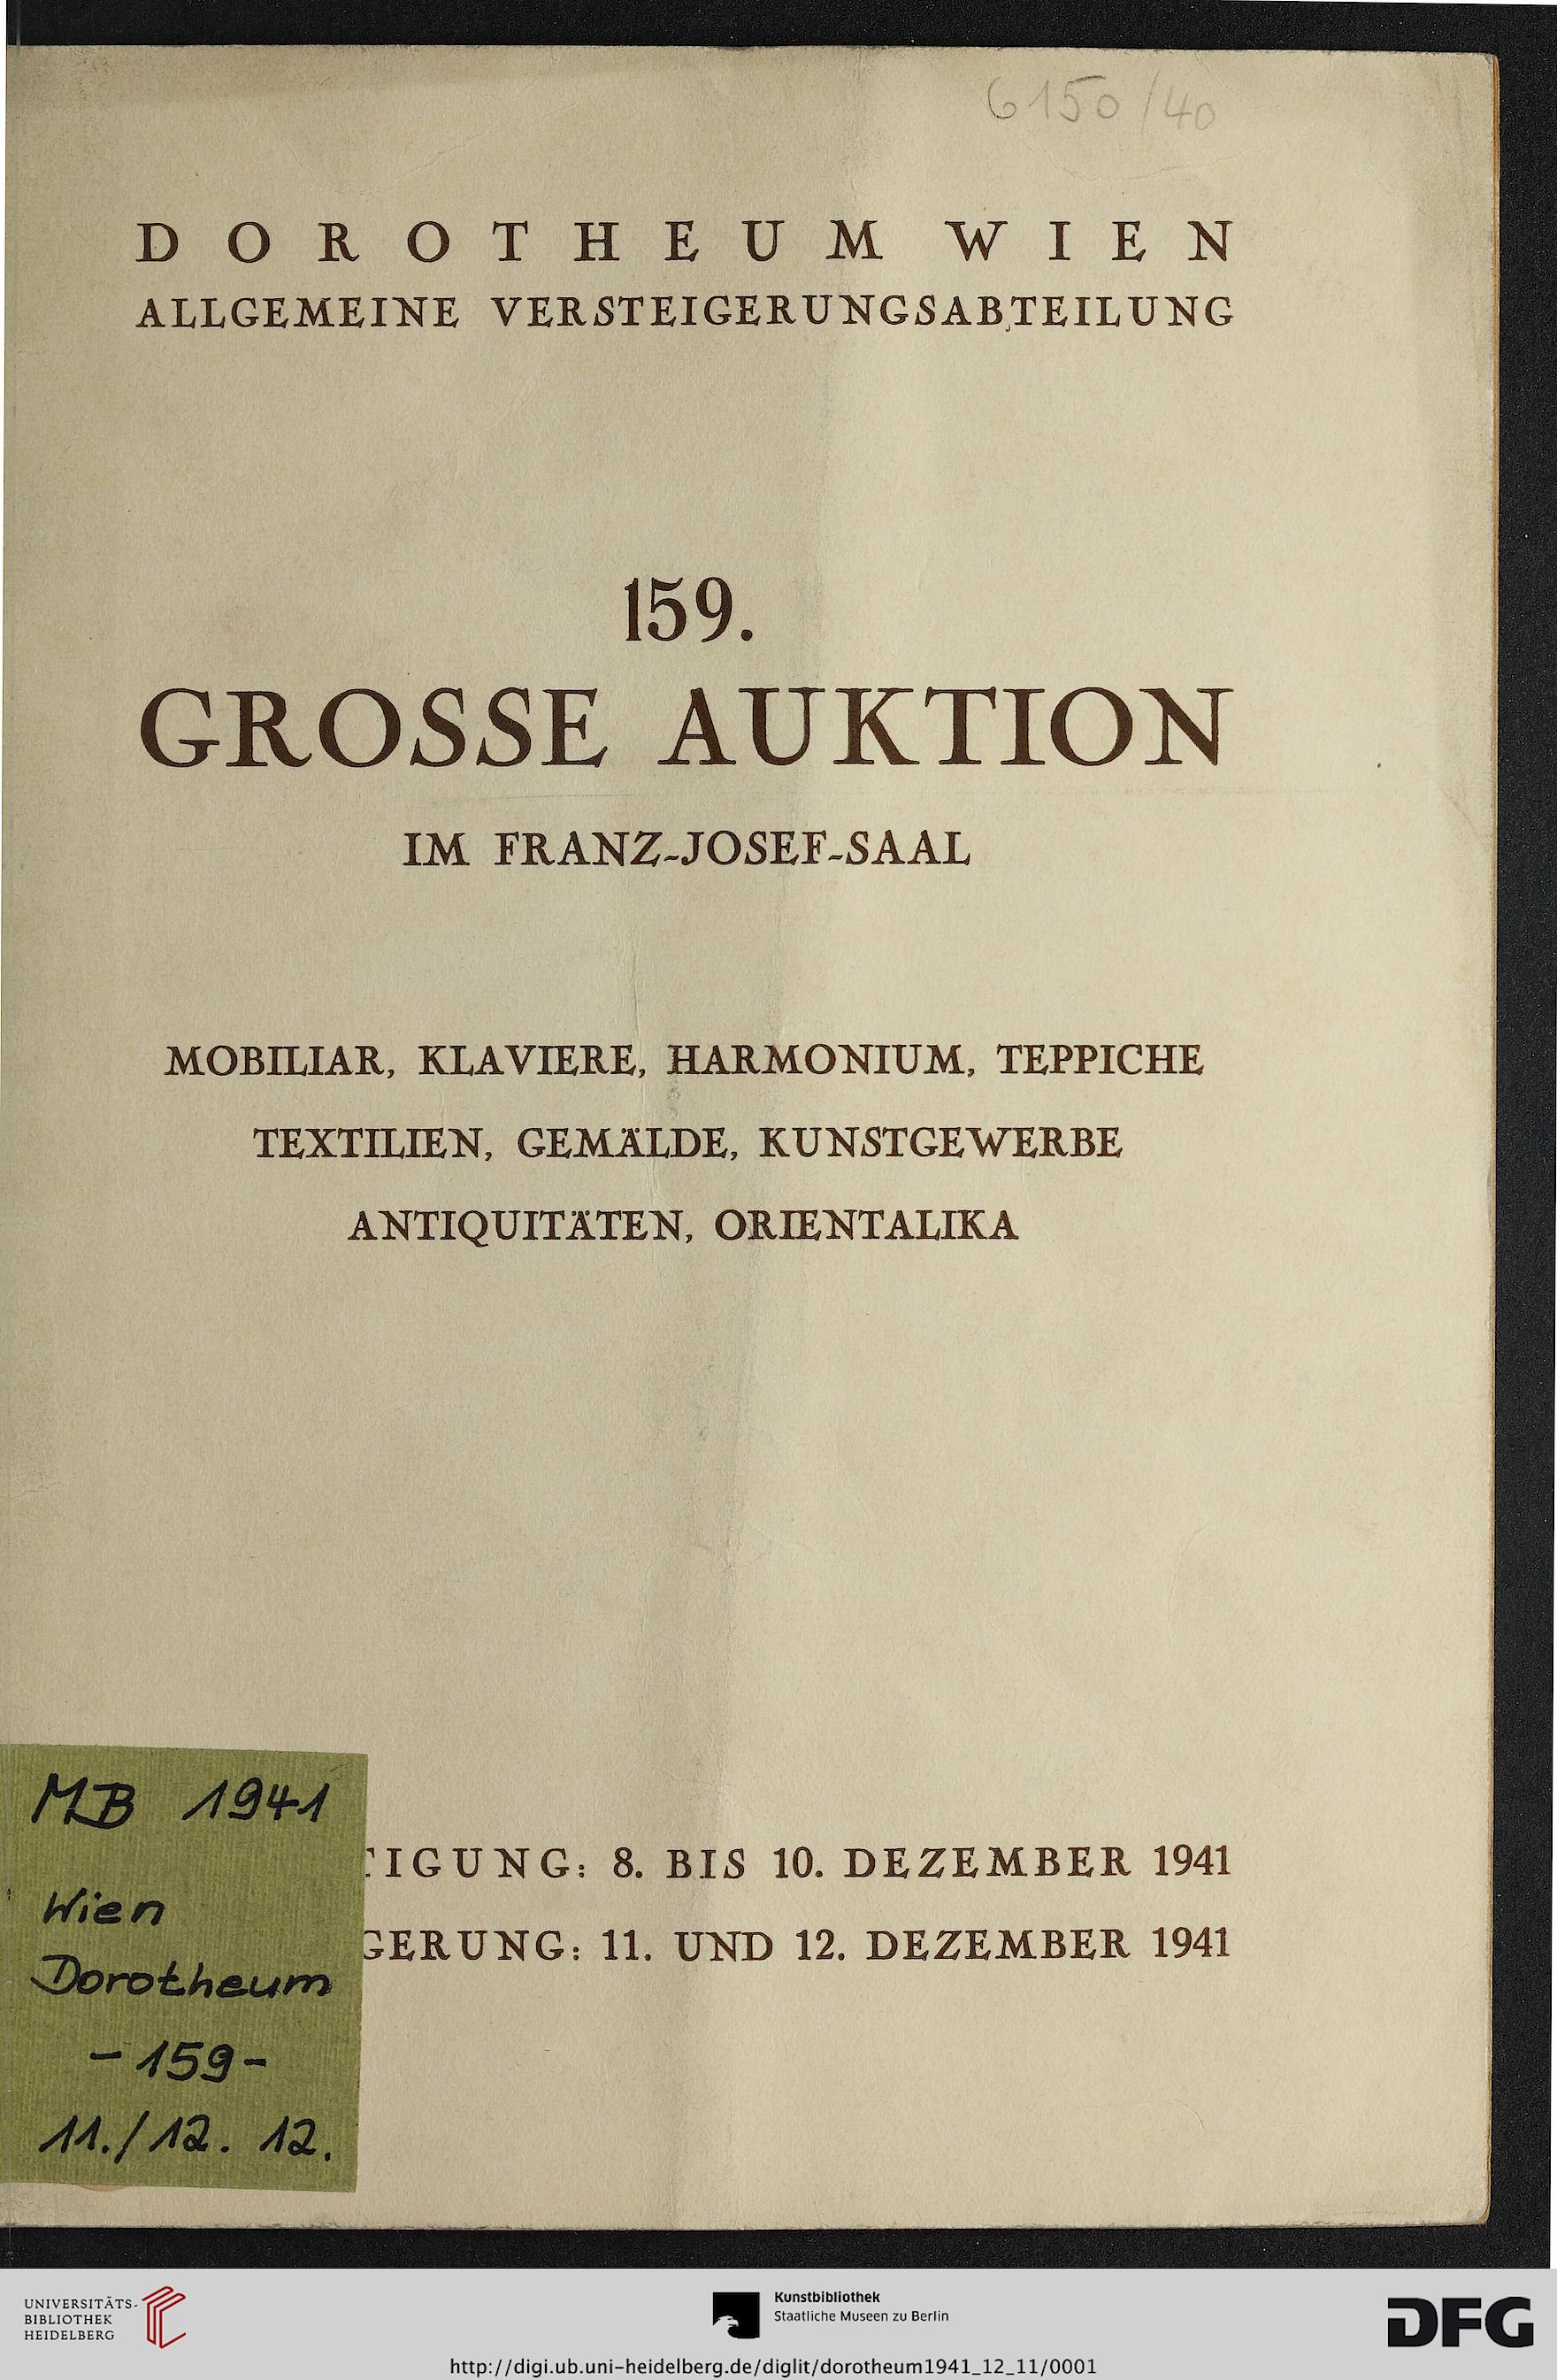 6150/40
DOROTHEUM WIEN
ALLGEMEINE VERSTEIGERUNGSABTEILUNG
159.
GROSSE AUKTION
IM FRANZ-JOSEF-SAAL
MOBILIAR, KLAVIERE, HARMONIUM, TEPPICHE
TEXTILIEN, GEMÄLDE, KUNSTGEWERBE
ANTIQUITÄTEN, ORIENTALIKA
TIGUNG: 8. BIS 10. DEZEMBER 1941
GERUNG: 11. UND 12. DEZEMBER 1941
MB 1941
Wien
Dorotheum
- 159 -
11./12. 12.
UNIVERSITÄTS-
BIBLIOTHEK
HEIDELBERG
Kunstbibliothek
Staatliche Museen zu Berlin
DFG
http://digi.ub.uni-heidelberg.de/diglit/dorotheum1941_12_11/0001